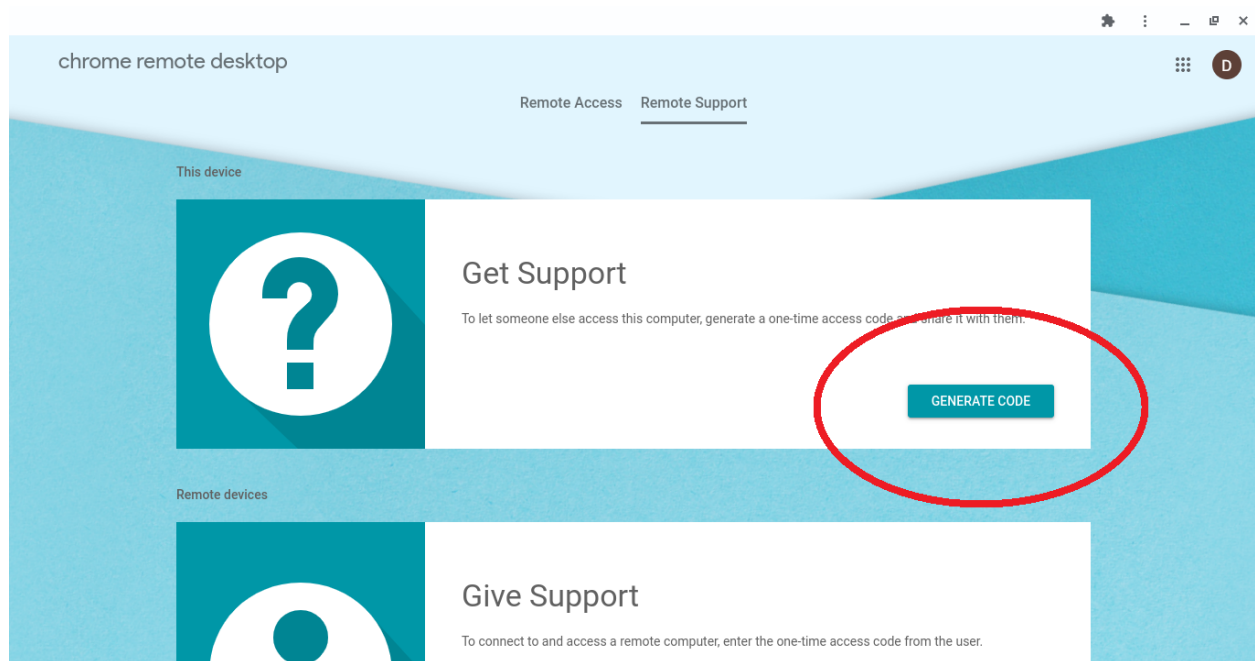 chrome remote desktop
D
Remote Access Remote Support
This device
Get Support
To let someone else access this computer, generate a one-time access code and share it with them.
GENERATE CODE
Remote devices
Give Support
To connect to and access a remote computer, enter the one-time access code from the user.